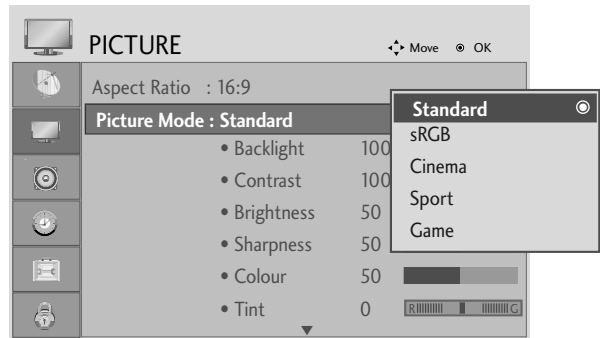 PICTURE
Move OK
Aspect Ratio : 16:9
Picture Mode : Standard
• Backlight 100
• Contrast 100
• Brightness 50
• Sharpness 50
• Colour 50
• Tint 0
R G
Standard
sRGB
Cinema
Sport
Game